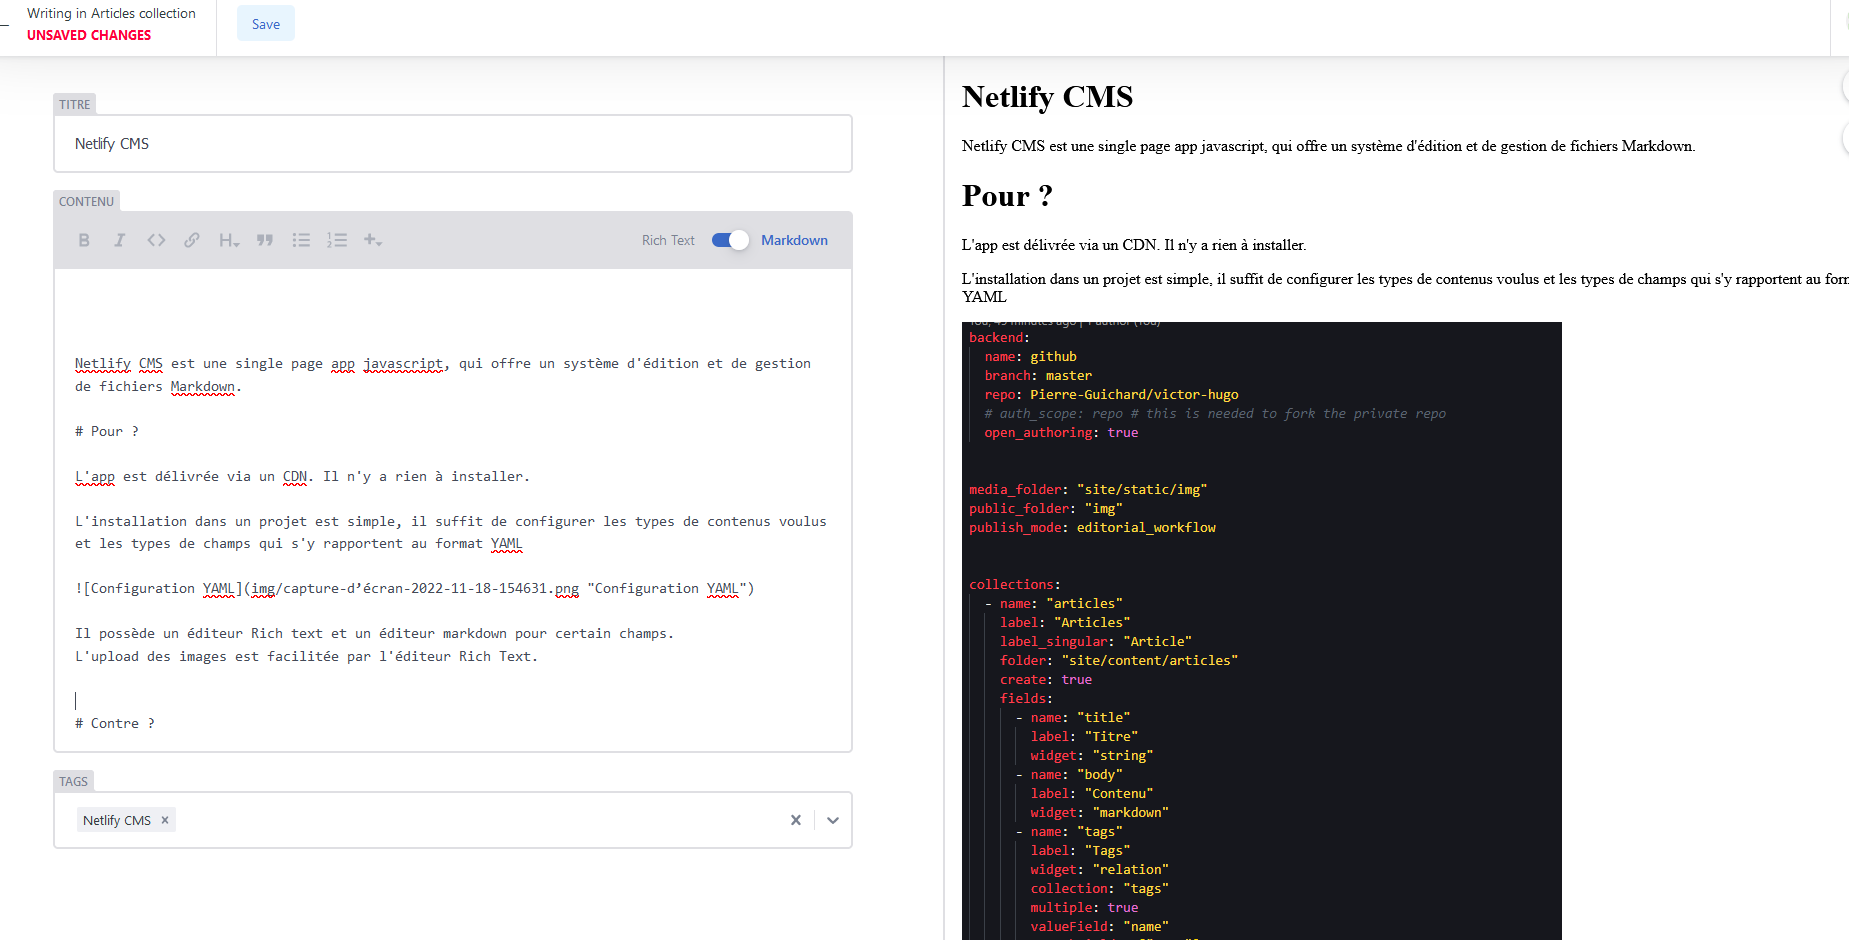 Writing in Articles collection
UNSAVED CHANGES
Save
TITRE
Netlify CMS
CONTENU
B I <> H
Rich Text
Markdown
Netlify CMS est une single page app javascript, qui offre un système d'édition et de gestion
de fichiers Markdown.
# Pour ?
L'app est délivrée via un CDN. Il n'y a rien à installer.
L'installation dans un projet est simple, il suffit de configurer les types de contenus voulus
et les types de champs qui s'y rapportent au format YAML
![Configuration YAML](img/capture-d’écran-2022-11-18-154631.png "Configuration YAML")
Il possède un éditeur Rich text et un éditeur markdown pour certain champs.
L'upload des images est facilitée par l'éditeur Rich Text.
# Contre ?
TAGS
Netlify CMS ×
Netlify CMS
Netlify CMS est une single page app javascript, qui offre un système d'édition et de gestion de fichiers Markdown.
Pour ?
L'app est délivrée via un CDN. Il n'y a rien à installer.
L'installation dans un projet est simple, il suffit de configurer les types de contenus voulus et les types de champs qui s'y rapportent au
YAML
backend:
name: github
branch: master
repo: Pierre-Guichard/victor-hugo
# auth_scope: repo # this is needed to fork the private repo
open_authoring: true
media_folder: "site/static/img"
public_folder: "img"
publish_mode: editorial_workflow
collections:
- name: "articles"
label: "Articles"
label_singular: "Article"
folder: "site/content/articles"
create: true
fields:
- name: "title"
label: "Titre"
widget: "string"
- name: "body"
label: "Contenu"
widget: "markdown"
- name: "tags"
label: "Tags"
widget: "relation"
collection: "tags"
multiple: true
valueField: "name"